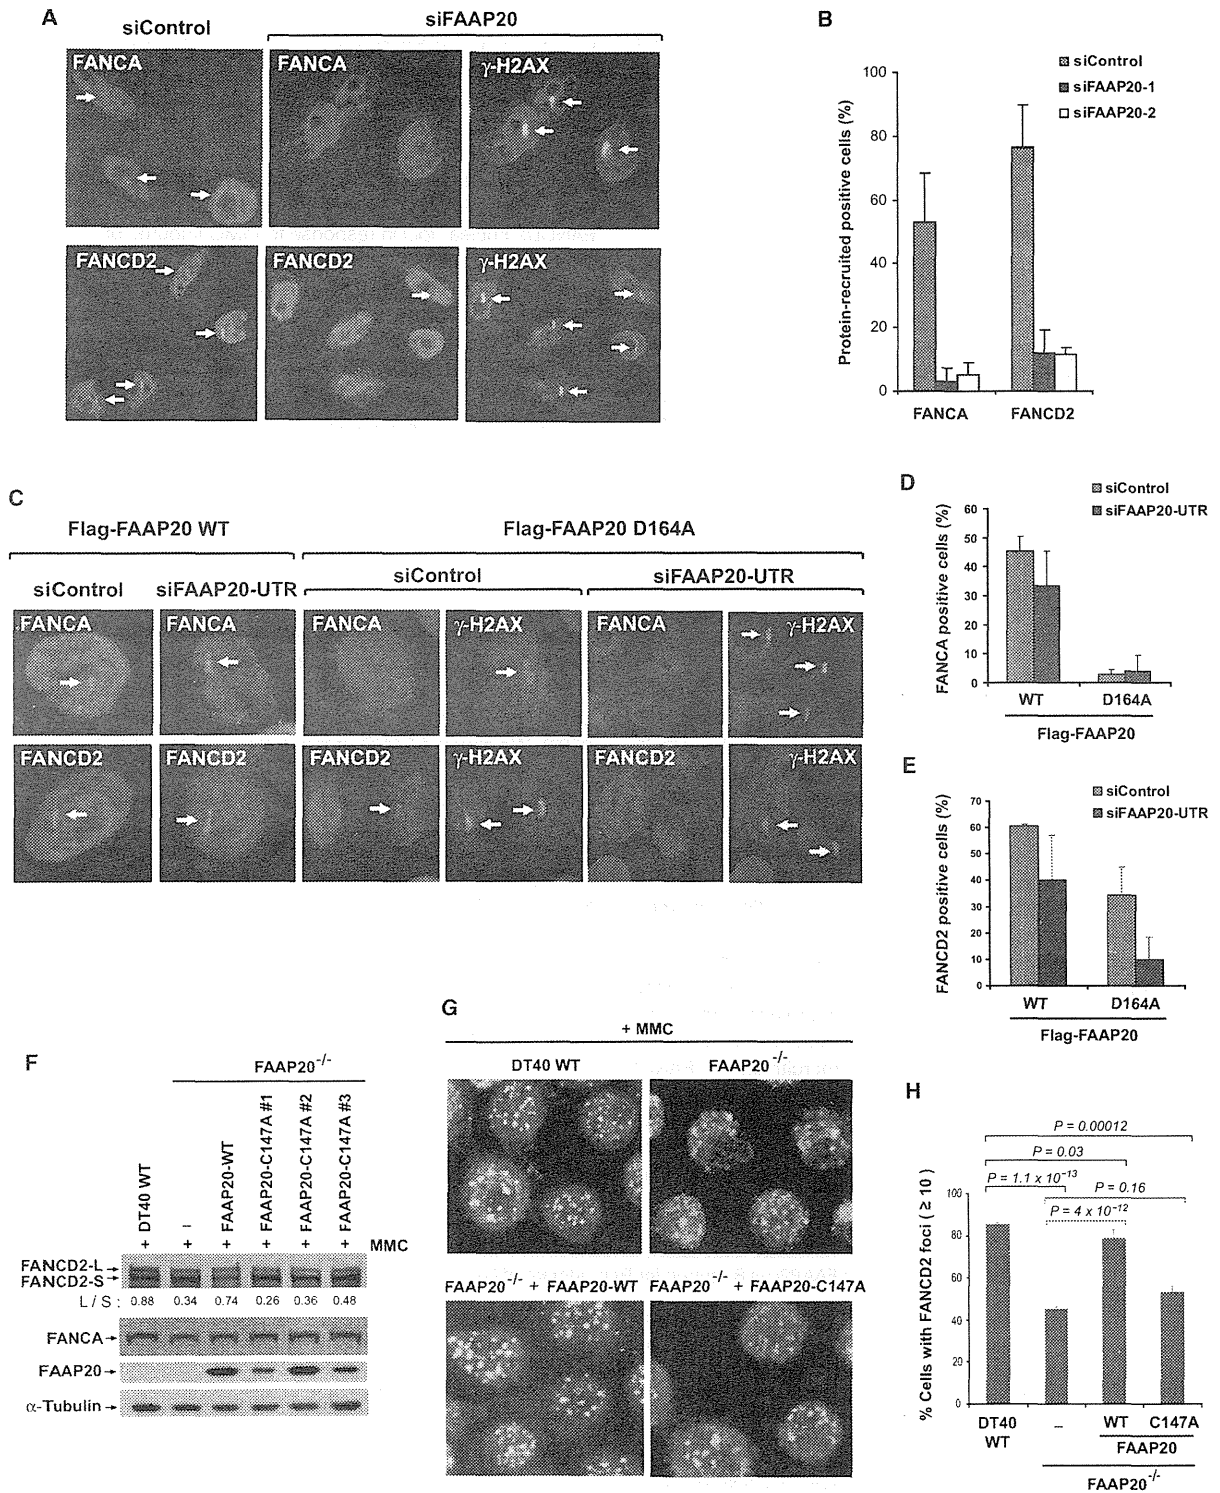 A
siControl
siFAAP20
FANCA
FANCA
γ-H2AX
FANCD2
FANCD2
γ-H2AX
B
siControl
siFAAP20-1
siFAAP20-2
Protein-recruited positive cells (%)
100
80
60
40
20
0
FANCA
FANCD2
C
Flag-FAAP20 WT
Flag-FAAP20 D164A
siControl
siFAAP20-UTR
siControl
siFAAP20-UTR
FANCA
FANCA
FANCA
γ-H2AX
FANCA
γ-H2AX
FANCD2
FANCD2
FANCD2
γ-H2AX
FANCD2
γ-H2AX
D
siControl
siFAAP20-UTR
FANCA positive cells (%)
60
50
40
30
20
10
0
WT
D164A
Flag-FAAP20
E
siControl
siFAAP20-UTR
FANCD2 positive cells (%)
70
60
50
40
30
20
10
0
WT
D164A
Flag-FAAP20
F
FAAP20-/-
DT40 WT
–
FAAP20-WT
FAAP20-C147A #1
FAAP20-C147A #2
FAAP20-C147A #3
+ + + + + + MMC
FANCD2-L
FANCD2-S
L / S : 0.88 0.34 0.74 0.26 0.36 0.48
FANCA
FAAP20
α-Tubulin
G
+ MMC
DT40 WT
FAAP20-/-
FAAP20-/- + FAAP20-WT
FAAP20-/- + FAAP20-C147A
H
P = 0.00012
P = 0.03
P = 1.1 x 10-13
P = 0.16
P = 4 x 10-12
% Cells with FANCD2 foci ( ≥ 10 )
100
80
60
40
20
0
DT40 WT
–
WT
C147A
FAAP20
FAAP20-/-